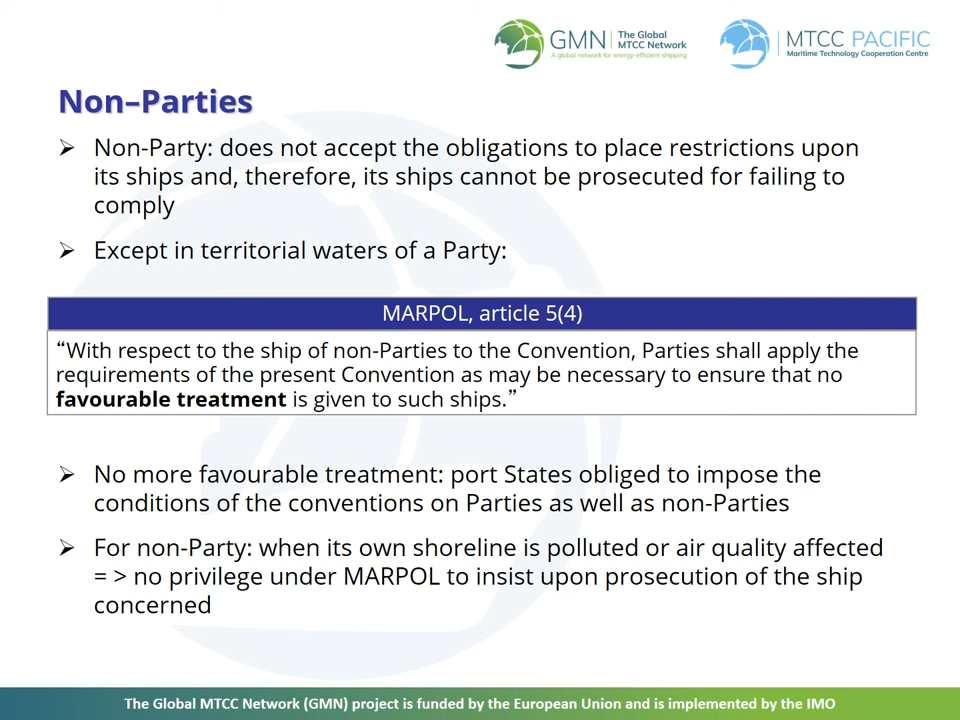 GMN
The Global
MTCC Network
A global network for energy-efficient shipping
MTCC PACIFIC
Maritime Technology Cooperation Centre
Non–Parties
➢ Non-Party: does not accept the obligations to place restrictions upon
its ships and, therefore, its ships cannot be prosecuted for failing to
comply
➢ Except in territorial waters of a Party:
MARPOL, article 5(4)
“With respect to the ship of non-Parties to the Convention, Parties shall apply the
requirements of the present Convention as may be necessary to ensure that no
favourable treatment is given to such ships.”
➢ No more favourable treatment: port States obliged to impose the
conditions of the conventions on Parties as well as non-Parties
➢ For non-Party: when its own shoreline is polluted or air quality affected
= > no privilege under MARPOL to insist upon prosecution of the ship
concerned
The Global MTCC Network (GMN) project is funded by the European Union and is implemented by the IMO